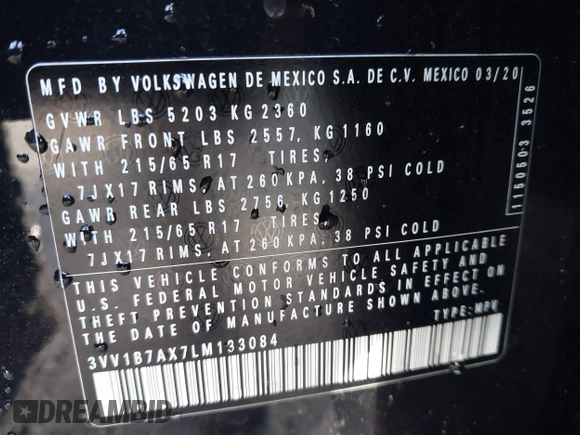 MFD BY VOLKSWAGEN DE MEXICO S.A. DE C.V. MEXICO 03/20
GVWR LBS 5203 KG 2360
GAWR FRONT LBS 2557, KG1160
WITH 215/65 R17 TIRES,
7JX17 RIMS, AT 260 KPA, 38 PSI COLD
GAWR REAR LBS 2756, KG1250
WITH 215/65 R17 TIRES,
7JX17 RIMS, AT 260 KPA, 38 PSI COLD
THIS VEHICLE CONFORMS TO ALL APPLICABLE
U.S. FEDERAL MOTOR VEHICLE SAFETY AND
THEFT PREVENTION STANDARDS IN EFFECT ON
THE DATE OF MANUFACTURE SHOWN ABOVE.
TYPE: MPV
3VV1B7AX7LM133084
1150503 3526
DREAMBID